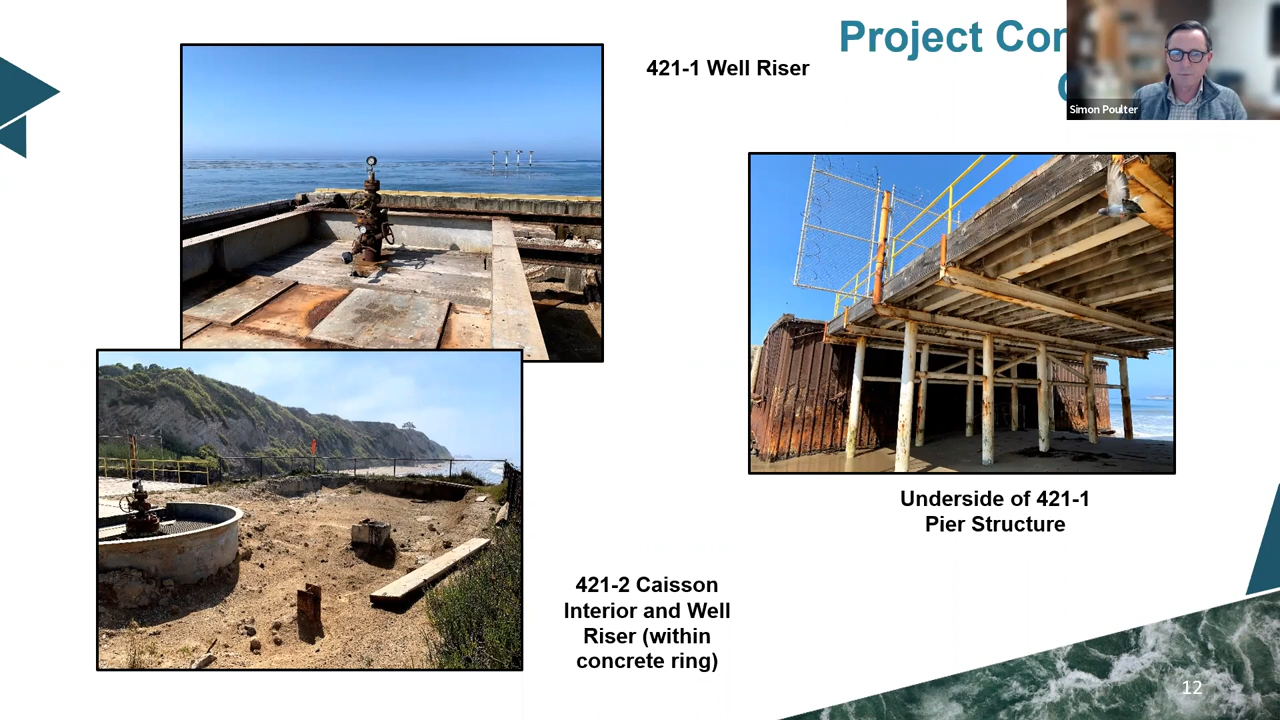 Project Con
421-1 Well Riser
Simon Poulter
Underside of 421-1
Pier Structure
421-2 Caisson
Interior and Well
Riser (within
concrete ring)
12